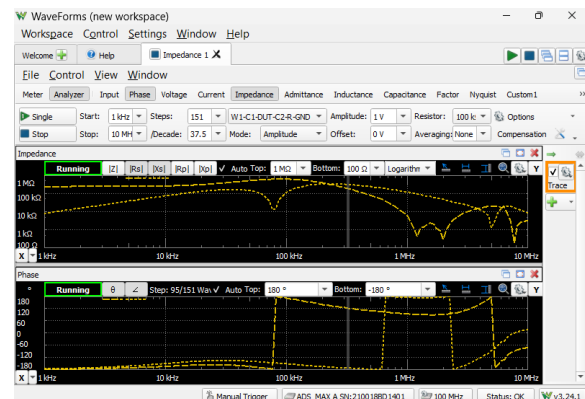 WaveForms (new workspace)
Workspace Control Settings Window Help
Welcome Help Impedance 1
File Control View Window
Meter Analyzer Input Phase Voltage Current Impedance Admittance Inductance Capacitance Factor Nyquist Custom1
Single Start: 1 kHz Steps: 151 W1-C1-DUT-C2-R-GND Amplitude: 1 V Resistor: 100 k Options
Stop Stop: 10 MH /Decade: 37.5 Mode: Amplitude Offset: 0 V Averaging: None Compensation
Impedance
Running |Z| |Rs| |Xs| |Rp| |Xp| Auto Top: 1 MΩ Bottom: 100 Ω Logarithm Y
1 MΩ
100 kΩ
10 kΩ
1 kΩ
100 Ω
X 1 kHz 10 kHz 100 kHz 1 MHz 10 MHz
Trace
Phase
° Running θ ∠ Step: 95/151 Wav Auto Top: 180 ° Bottom: -180 ° Y
180
120
60
0
-60
-120
-180
X 1 kHz 10 kHz 100 kHz 1 MHz 10 MHz
Manual Trigger ADS MAX A SN:210018BD1401 100 MHz Status: OK v3.24.1